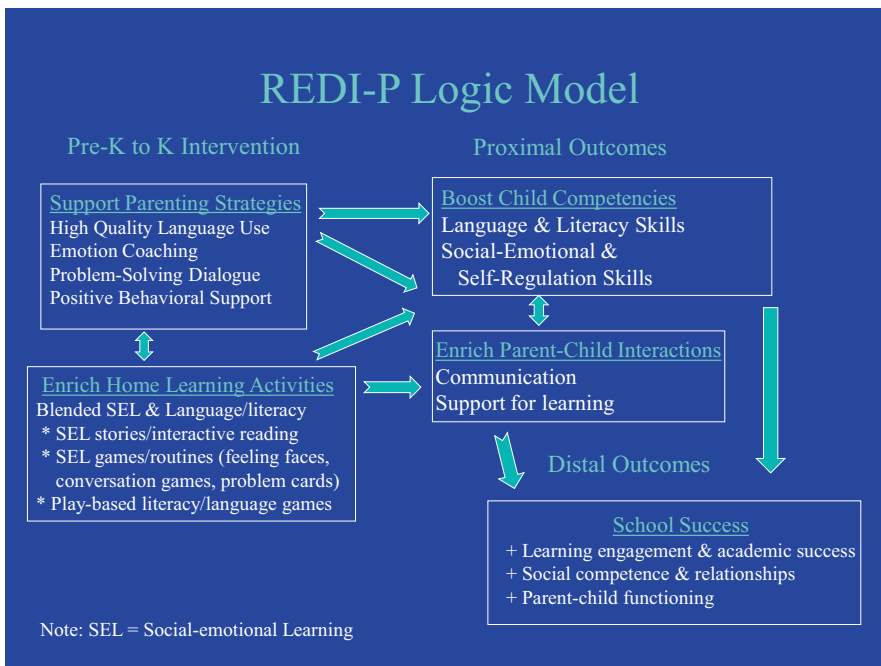 REDI-P Logic Model
Pre-K to K Intervention
Support Parenting Strategies
High Quality Language Use
Emotion Coaching
Problem-Solving Dialogue
Positive Behavioral Support
Enrich Home Learning Activities
Blended SEL & Language/literacy
* SEL stories/interactive reading
* SEL games/routines (feeling faces,
conversation games, problem cards)
* Play-based literacy/language games
Proximal Outcomes
Boost Child Competencies
Language & Literacy Skills
Social-Emotional &
Self-Regulation Skills
Enrich Parent-Child Interactions
Communication
Support for learning
Distal Outcomes
School Success
+ Learning engagement & academic success
+ Social competence & relationships
+ Parent-child functioning
Note: SEL = Social-emotional Learning